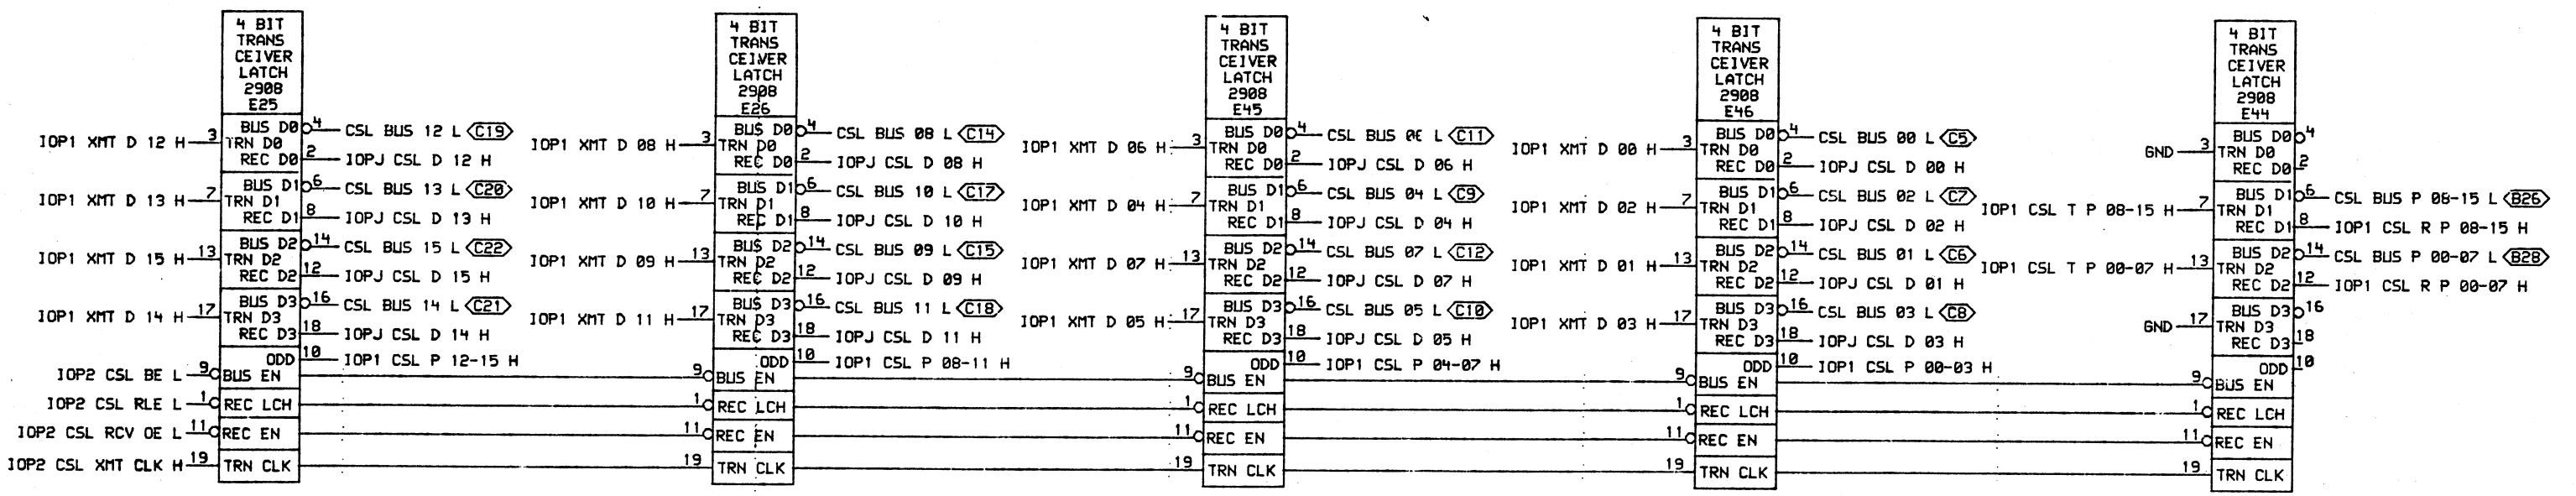 4 BIT
TRANS
CEIVER
LATCH
2908
E25
BUS D0 4 CSL BUS 12 L C19
IOP1 XMT D 12 H 3 TRN D0
REC D0 2 IOPJ CSL D 12 H
BUS D1 6 CSL BUS 13 L C20
IOP1 XMT D 13 H 7 TRN D1
REC D1 8 IOPJ CSL D 13 H
BUS D2 14 CSL BUS 15 L C22
IOP1 XMT D 15 H 13 TRN D2
REC D2 12 IOPJ CSL D 15 H
BUS D3 16 CSL BUS 14 L C21
IOP1 XMT D 14 H 17 TRN D3
REC D3 18 IOPJ CSL D 14 H
ODD 10 IOP1 CSL P 12-15 H
IOP2 CSL BE L 9 BUS EN
IOP2 CSL RLE L 1 REC LCH
IOP2 CSL RCV OE L 11 REC EN
IOP2 CSL XMT CLK H 19 TRN CLK
4 BIT
TRANS
CEIVER
LATCH
2908
E26
BUS D0 4 CSL BUS 08 L C14
IOP1 XMT D 08 H 3 TRN D0
REC D0 2 IOPJ CSL D 08 H
BUS D1 6 CSL BUS 10 L C17
IOP1 XMT D 10 H 7 TRN D1
REC D1 8 IOPJ CSL D 10 H
BUS D2 14 CSL BUS 09 L C15
IOP1 XMT D 09 H 13 TRN D2
REC D2 12 IOPJ CSL D 09 H
BUS D3 16 CSL BUS 11 L C18
IOP1 XMT D 11 H 17 TRN D3
REC D3 18 IOPJ CSL D 11 H
ODD 10 IOP1 CSL P 08-11 H
9 BUS EN
1 REC LCH
11 REC EN
19 TRN CLK
4 BIT
TRANS
CEIVER
LATCH
2908
E45
BUS D0 4 CSL BUS L C11
IOP1 XMT D 06 H 3 TRN D0
REC D0 2 IOPJ CSL D 06 H
BUS D1 6 CSL BUS 04 L C9
IOP1 XMT D 04 H 7 TRN D1
REC D1 8 IOPJ CSL D 04 H
BUS D2 14 CSL BUS 07 L C12
IOP1 XMT D 07 H 13 TRN D2
REC D2 12 IOPJ CSL D 07 H
BUS D3 16 CSL BUS 05 L C10
IOP1 XMT D 05 H 17 TRN D3
REC D3 18 IOPJ CSL D 05 H
ODD 10 IOP1 CSL P 04-07 H
9 BUS EN
1 REC LCH
11 REC EN
19 TRN CLK
4 BIT
TRANS
CEIVER
LATCH
2908
E46
BUS D0 4 CSL BUS 00 L C5
IOP1 XMT D 00 H 3 TRN D0
REC D0 2 IOPJ CSL D 00 H
BUS D1 6 CSL BUS 02 L C7
IOP1 XMT D 02 H 7 TRN D1
REC D1 8 IOPJ CSL D 02 H
BUS D2 14 CSL BUS 01 L C6
IOP1 XMT D 01 H 13 TRN D2
REC D2 12 IOPJ CSL D 01 H
BUS D3 16 CSL BUS 03 L C8
IOP1 XMT D 03 H 17 TRN D3
REC D3 18 IOPJ CSL D 03 H
ODD 10 IOP1 CSL P 00-03 H
9 BUS EN
1 REC LCH
11 REC EN
19 TRN CLK
4 BIT
TRANS
CEIVER
LATCH
2908
E44
BUS D0 4
GND 3 TRN D0
REC D0 2
BUS D1 6 CSL BUS P 08-15 L B26
IOP1 CSL T P 08-15 H 7 TRN D1
REC D1 8 IOP1 CSL R P 08-15 H
BUS D2 14 CSL BUS P 00-07 L B28
IOP1 CSL T P 00-07 H 13 TRN D2
REC D2 12 IOP1 CSL R P 00-07 H
BUS D3 16
GND 17 TRN D3
REC D3 18
ODD 10
9 BUS EN
1 REC LCH
11 REC EN
19 TRN CLK